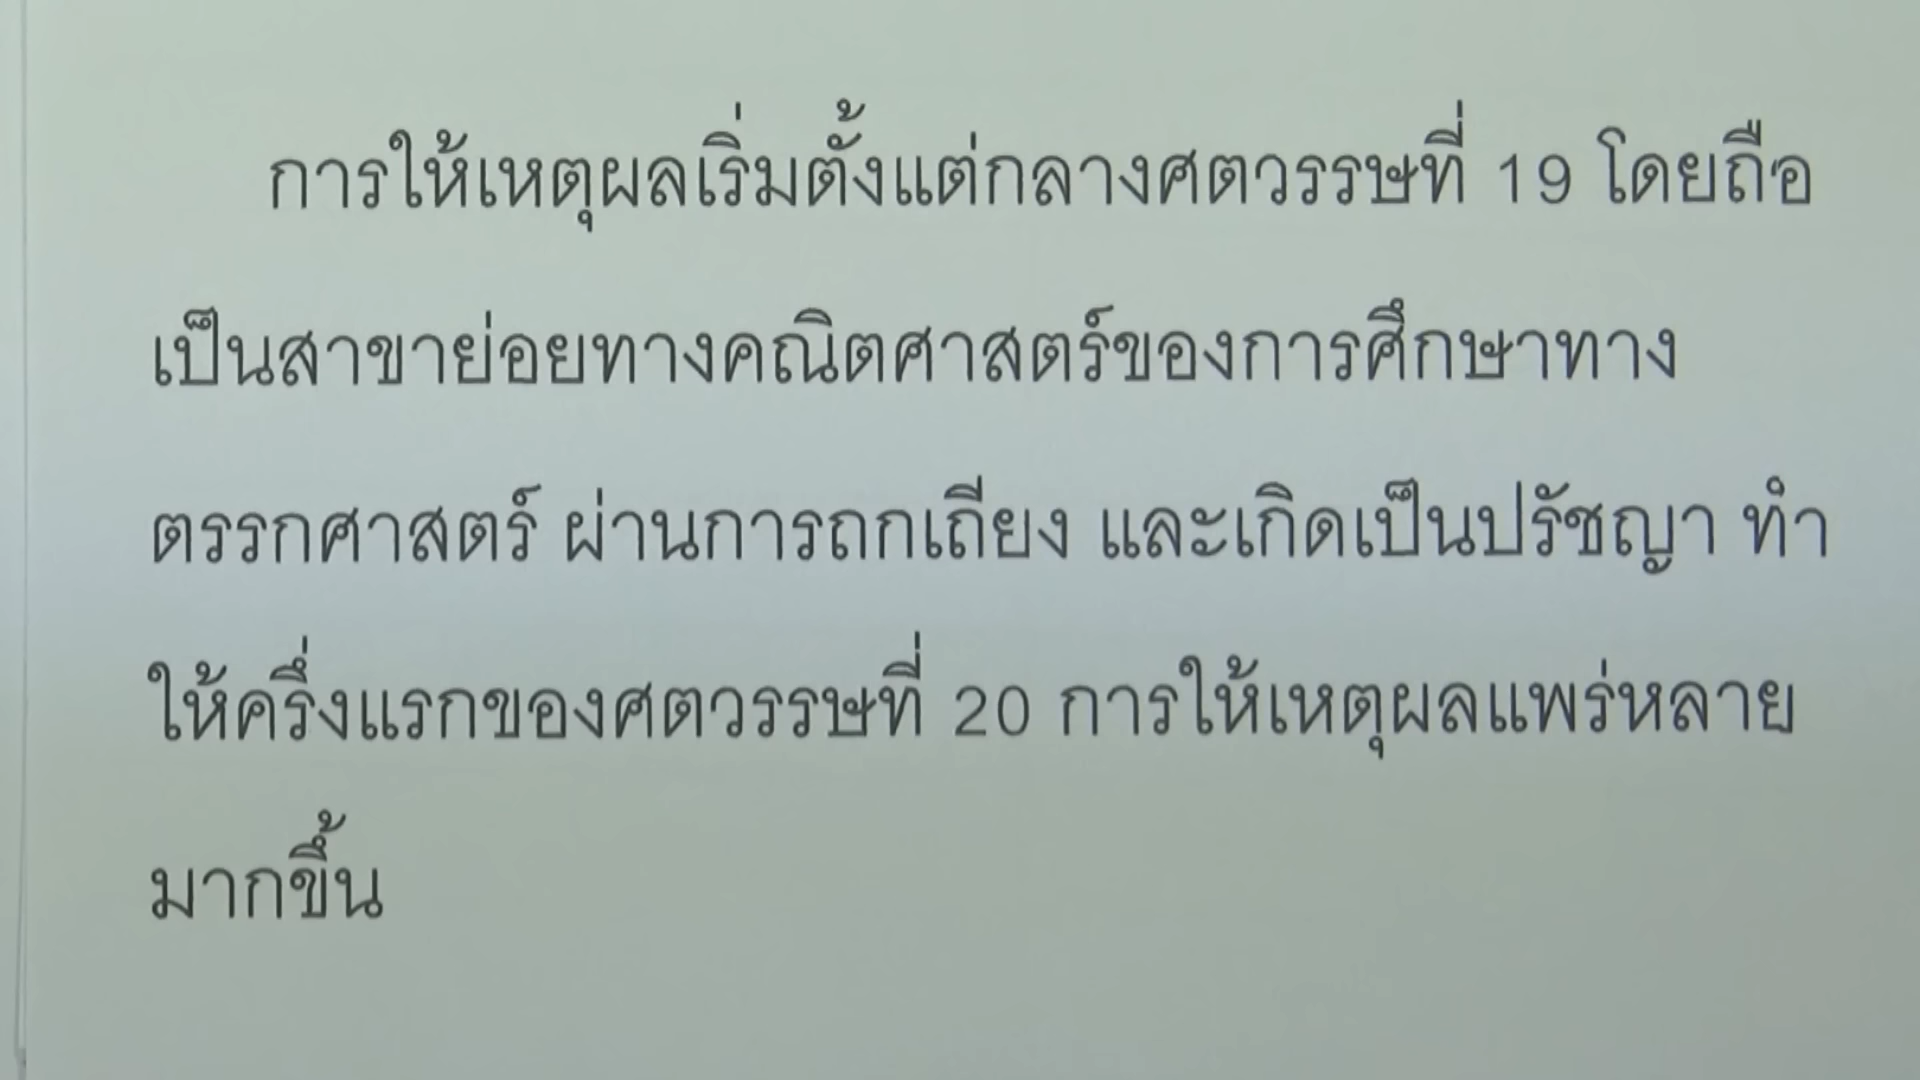 การให้เหตุผลเริ่มตั้งแต่กลางศตวรรษที่ 19 โดยถือ
เป็นสาขาย่อยทางคณิตศาสตร์ของการศึกษาทาง
ตรรกศาสตร์ ผ่านการถกเถียง และเกิดเป็นปรัชญา ทำ
ให้ครึ่งแรกของศตวรรษที่ 20 การให้เหตุผลแพร่หลาย
มากขึ้น